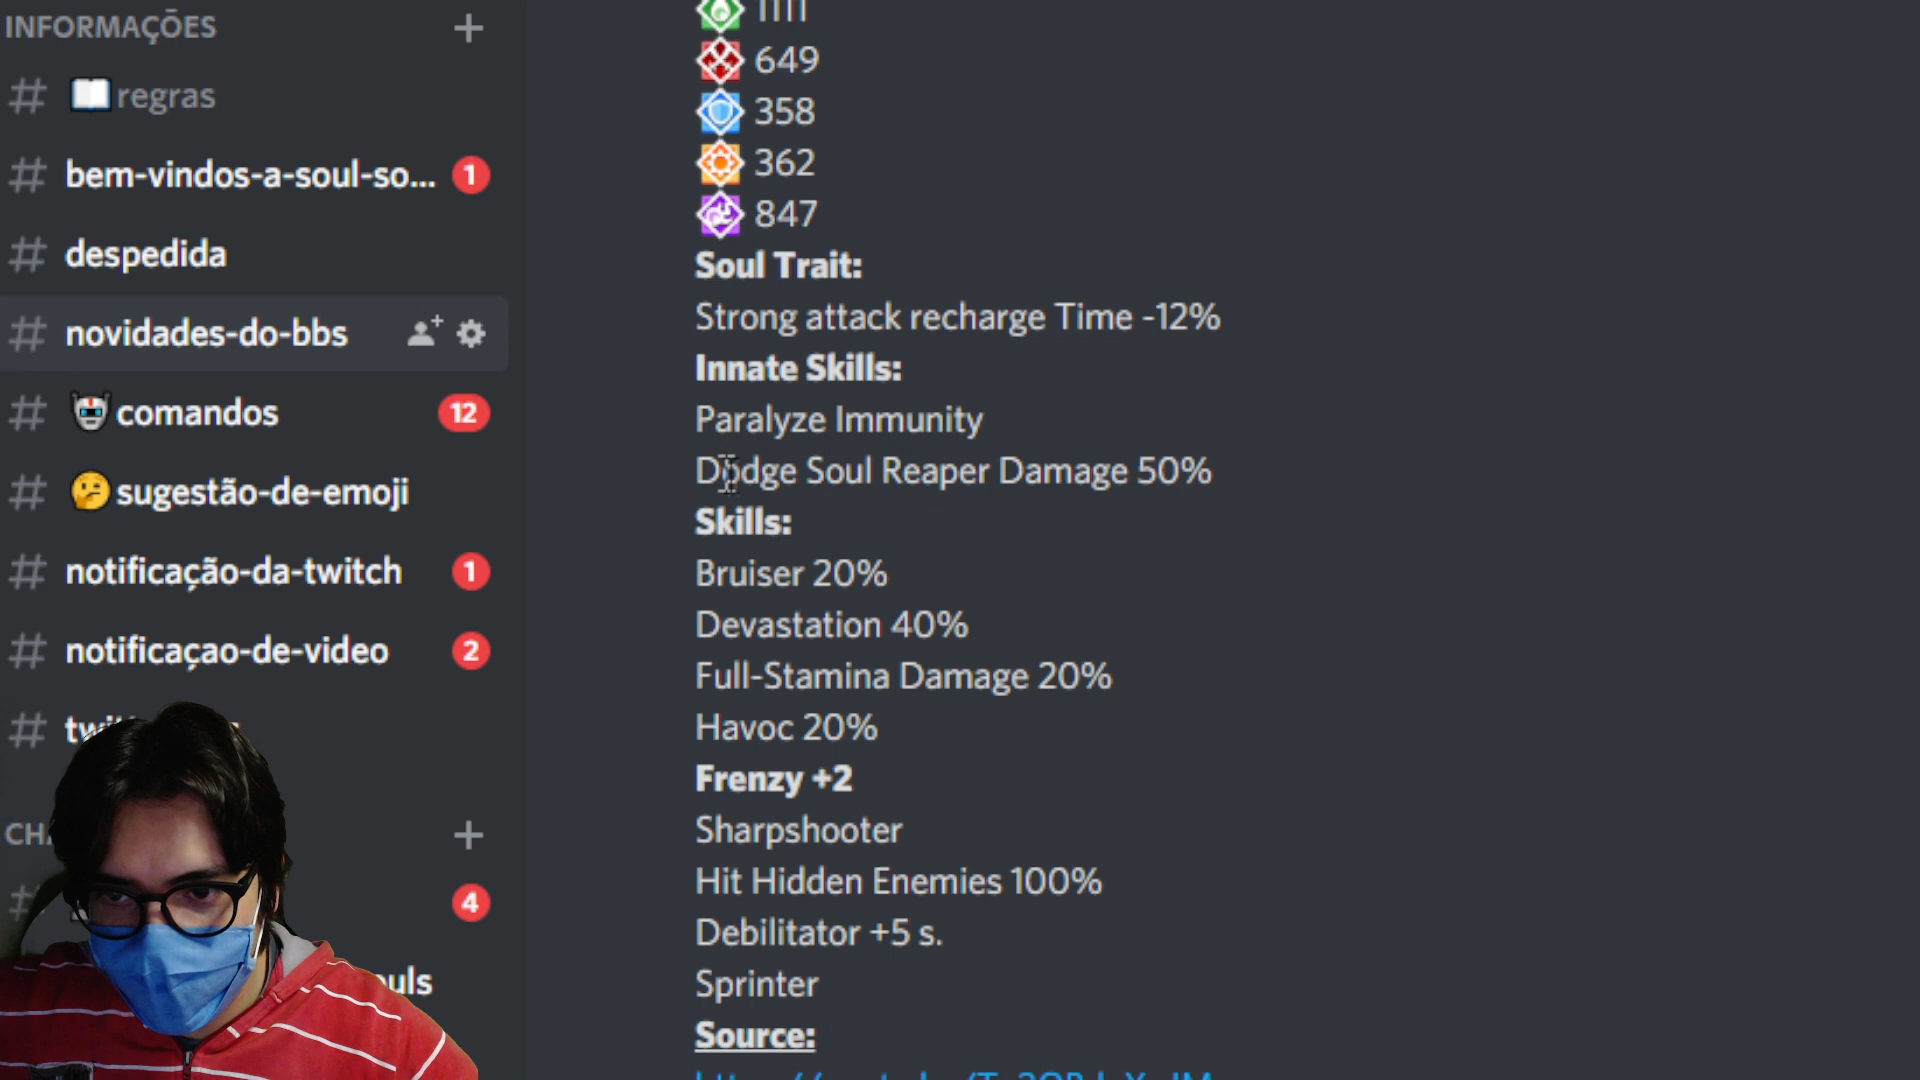 INFORMAÇÕES
regras
bem-vindos-a-soul-so... 1
despedida
novidades-do-bbs
comandos 12
sugestão-de-emoji
notificação-da-twitch 1
notificaçao-de-video 2
4
1111
649
358
362
847
Soul Trait:
Strong attack recharge Time -12%
Innate Skills:
Paralyze Immunity
Dodge Soul Reaper Damage 50%
Skills:
Bruiser 20%
Devastation 40%
Full-Stamina Damage 20%
Havoc 20%
Frenzy +2
Sharpshooter
Hit Hidden Enemies 100%
Debilitator +5 s.
Sprinter
Source: